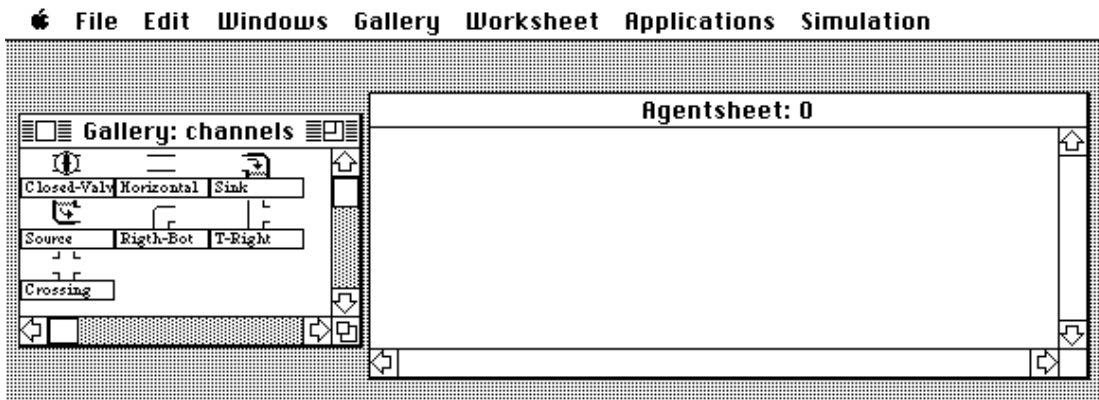 File Edit Windows Gallery Worksheet Applications Simulation
Agentsheet: 0
Gallery: channels
Closed-Valv Horizontal Sink
Source Rigth-Bot T-Right
Crossing